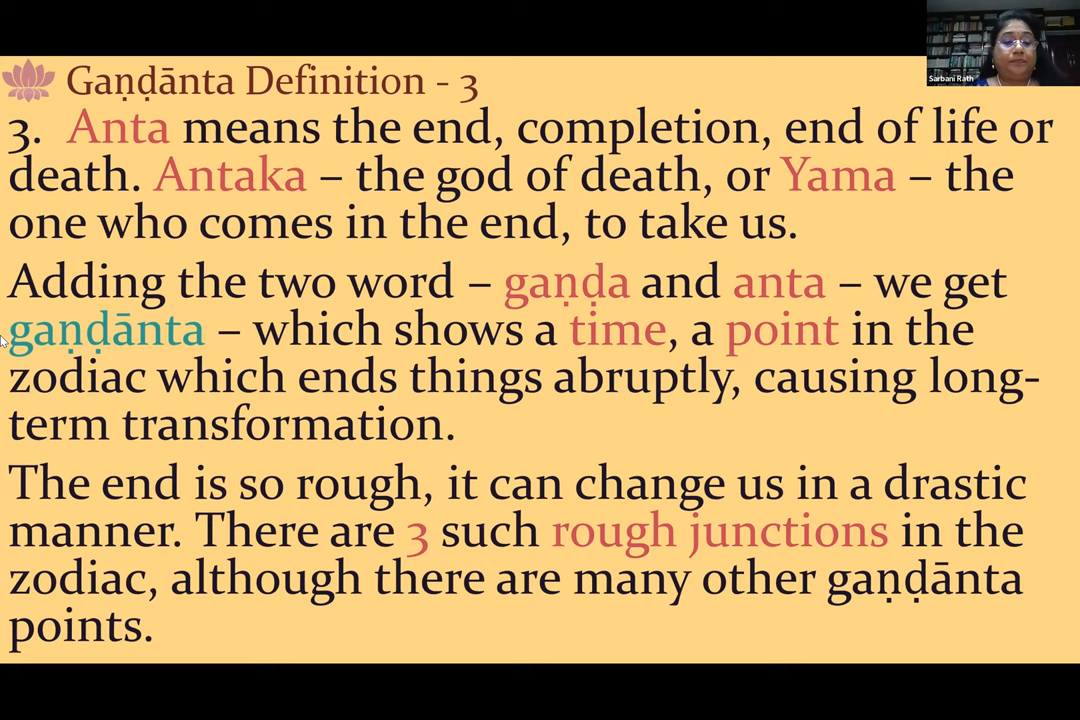 Sarbani Rath
Gaṇḍānta Definition - 3
3. Anta means the end, completion, end of life or
death. Antaka – the god of death, or Yama – the
one who comes in the end, to take us.
Adding the two word – gaṇḍa and anta – we get
gaṇḍānta – which shows a time, a point in the
zodiac which ends things abruptly, causing long-
term transformation.
The end is so rough, it can change us in a drastic
manner. There are 3 such rough junctions in the
zodiac, although there are many other gaṇḍānta
points.